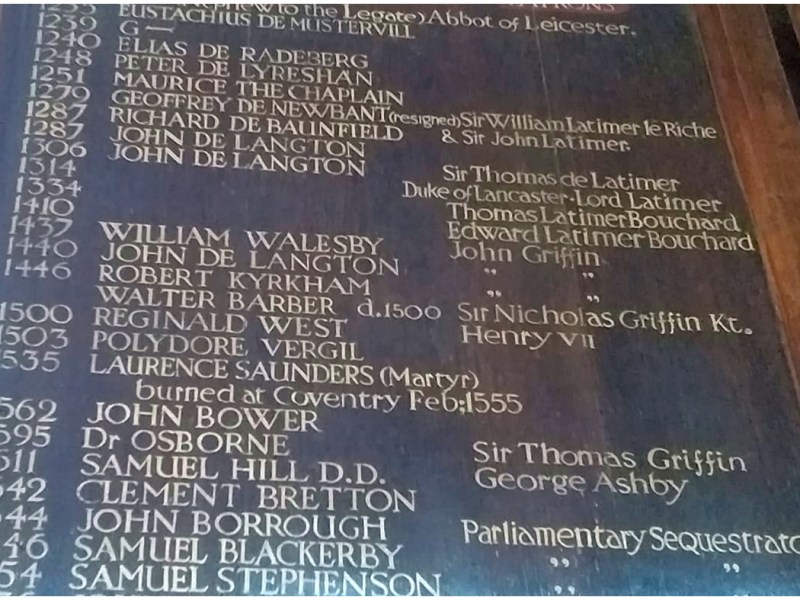 1235 (Nephew to the Legate) Abbot of Leicester. PATRONS
EUSTACHIUS DE MUSTERVILL
1239 G—
1240 ELIAS DE RADEBERG
1248 PETER DE LYRESHAN
1251 MAURICE THE CHAPLAIN
1279 GEOFFREY DE NEWBANT (resigned) Sir William Latimer le Riche
1287 RICHARD DE BAUNFIELD & Sir John Latimer.
1287 JOHN DE LANGTON
1306 JOHN DE LANGTON
1314 Sir Thomas de Latimer
1334 Duke of Lancaster · Lord Latimer
1410 Thomas Latimer Bouchard
1437 WILLIAM WALESBY Edward Latimer Bouchard
1440 JOHN DE LANGTON John Griffin
1446 ROBERT KYRKHAM „ „
WALTER BARBER d.1500 „ „
1500 REGINALD WEST Sir Nicholas Griffin Kt.
1503 POLYDORE VERGIL Henry VII
535 LAURENCE SAUNDERS (Martyr)
burned at Coventry Feb; 1555
562 JOHN BOWER
595 Dr OSBORNE Sir Thomas Griffin
611 SAMUEL HILL D.D. George Ashby
642 CLEMENT BRETTON
644 JOHN BORROUGH Parliamentary Sequestrato
46 SAMUEL BLACKERBY „ „
54 SAMUEL STEPHENSON „ „